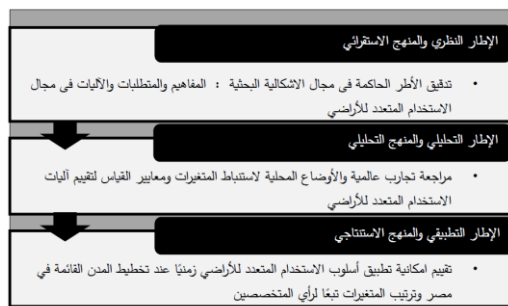 الإطار النظري والمنهج الاستقرائي
• تدقيق الأطر الحاكمة فى مجال الاشكالية البحثية : المفاهيم والمتطلبات والآليات فى مجال
الاستخدام المتعدد للأراضي
الإطار التحليلي والمنهج التحليلي
• مراجعة تجارب عالمية والأوضاع المحلية لاستنباط المتغيرات ومعايير القياس لتقييم آليات
الاستخدام المتعدد للأراضي
الإطار التطبيقي والمنهج الاستنتاجي
• تقييم امكانية تطبيق أسلوب الاستخدام المتعدد للأراضي زمنيًا عند تخطيط المدن القائمة في
مصر وترتيب المتغيرات تبعًا لرأي المتخصصين